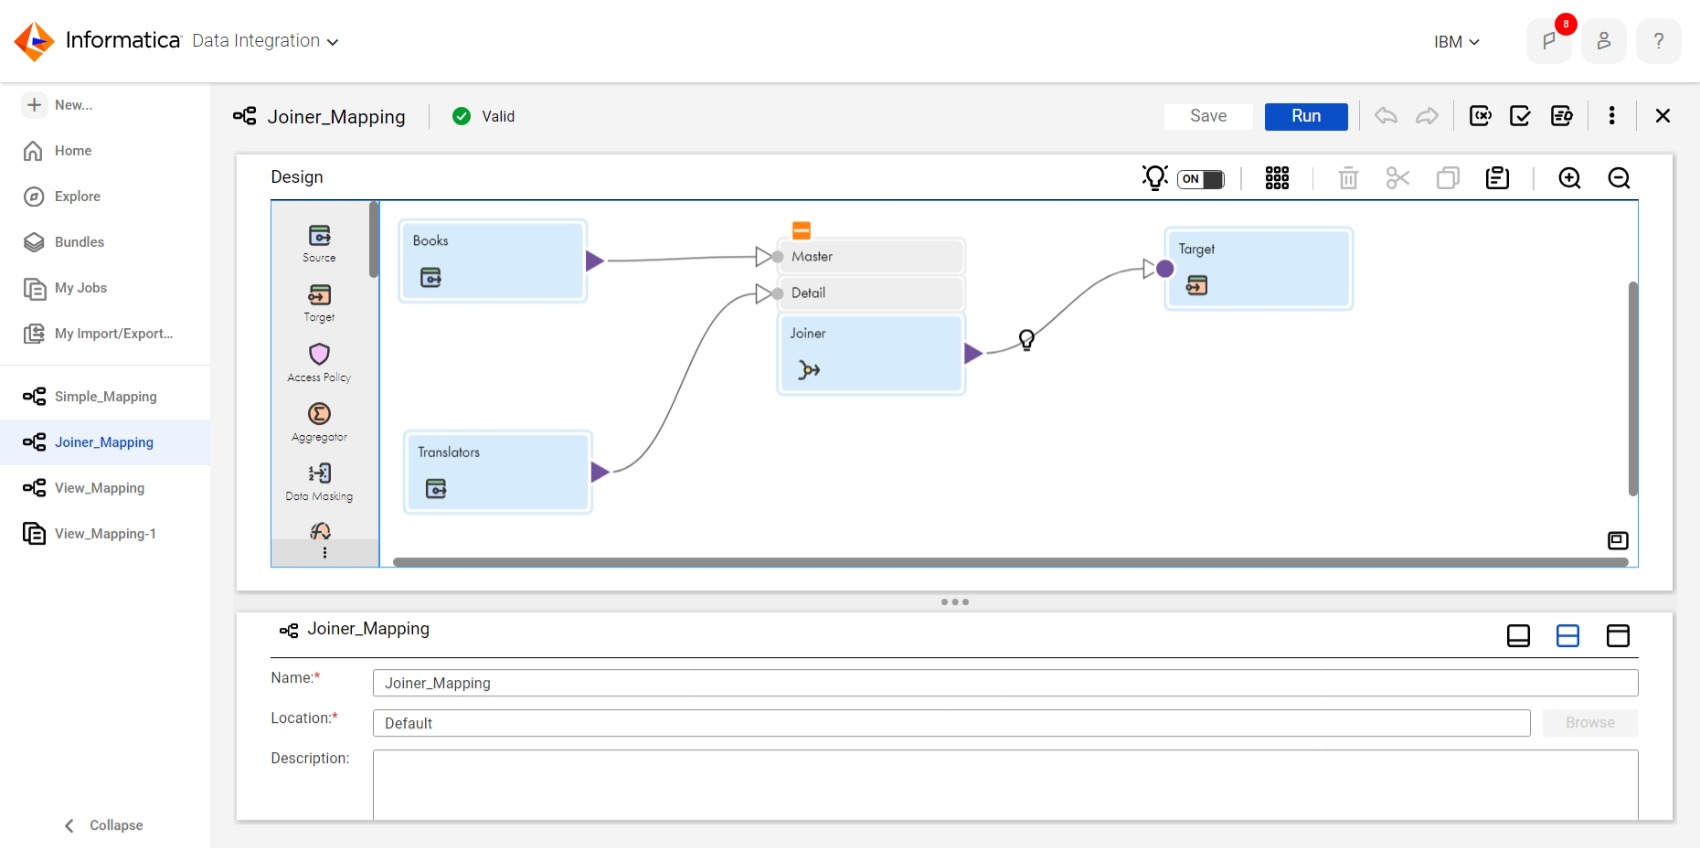 Informatica Data Integration
IBM
8
?
New...
Home
Explore
Bundles
My Jobs
My Import/Export...
Simple_Mapping
Joiner_Mapping
View_Mapping
View_Mapping-1
Collapse
Joiner_Mapping
Valid
Save
Run
Design
ON
Source
Target
Access Policy
Aggregator
Data Masking
Books
Translators
Master
Detail
Joiner
Target
Joiner_Mapping
Name:*
Joiner_Mapping
Location:*
Default
Browse
Description: